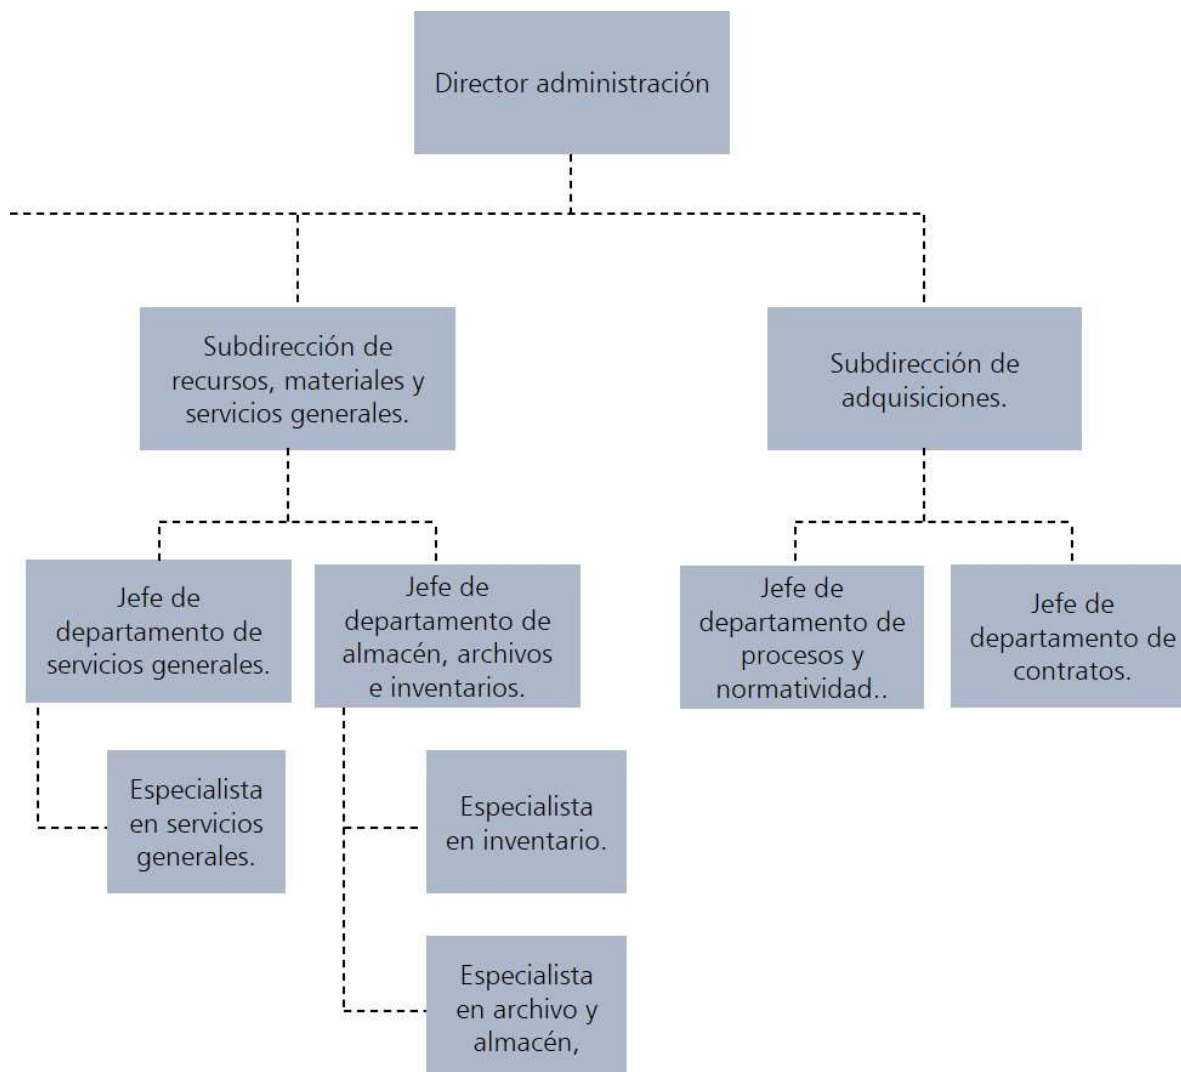 Director administración
Subdirección de
recursos, materiales y
servicios generales.
Subdirección de
adquisiciones.
Jefe de
departamento de
servicios generales.
Jefe de
departamento de
almacén, archivos
e inventarios.
Jefe de
departamento de
procesos y
normatividad..
Jefe de
departamento de
contratos.
Especialista
en servicios
generales.
Especialista
en inventario.
Especialista
en archivo y
almacén,